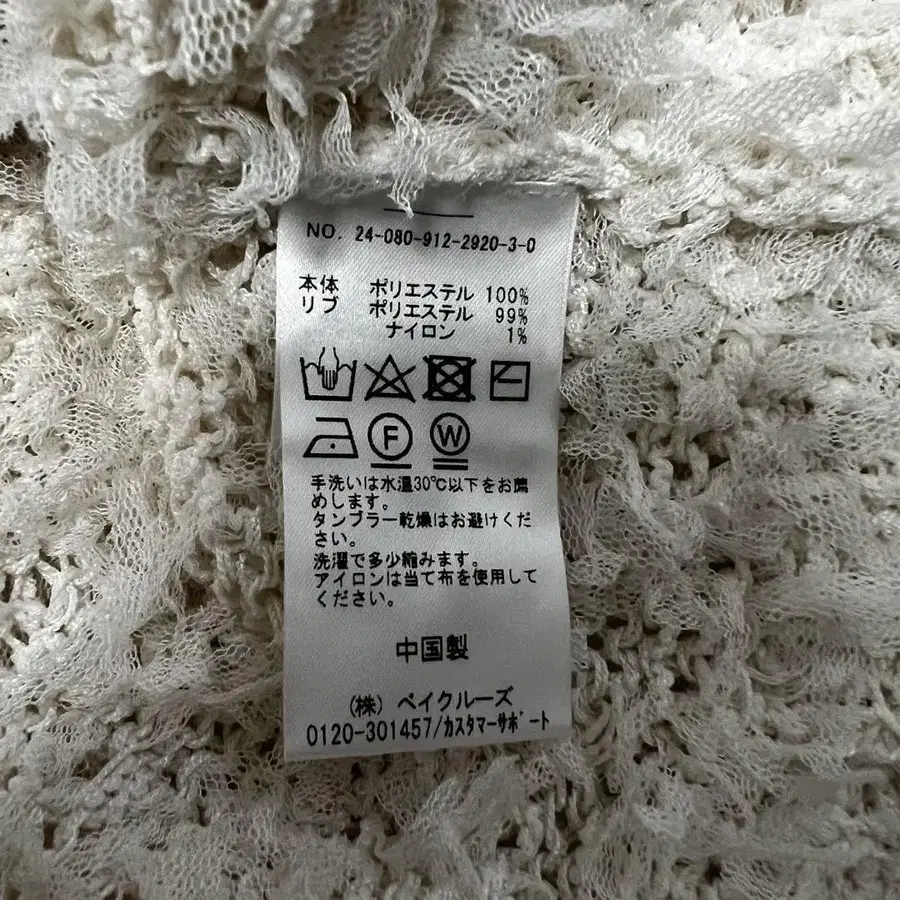 NO. 24-080-912-2920-3-0
本体 ポリエステル 100%
リブ ポリエステル 99%
ナイロン 1%
F W
手洗いは水温30℃以下をお薦
めします。
タンブラー乾燥はお避けくだ
さい。
洗濯で多少縮みます。
アイロンは当て布を使用して
ください。
中国製
(株) ベイクルーズ
0120-301457/ｶｽﾀﾏｰｻﾎﾟｰﾄ